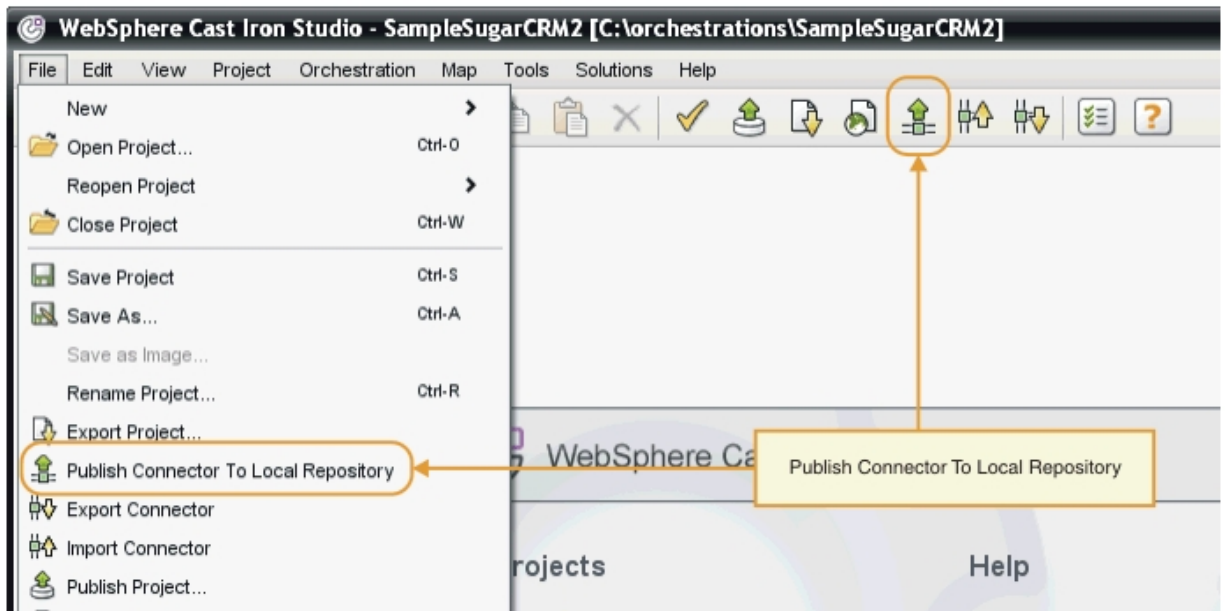 WebSphere Cast Iron Studio - SampleSugarCRM2 [C:\orchestrations\SampleSugarCRM2]
File Edit View Project Orchestration Map Tools Solutions Help
New
Open Project... Ctrl-O
Reopen Project
Close Project Ctrl-W
Save Project Ctrl-S
Save As... Ctrl-A
Save as Image...
Rename Project... Ctrl-R
Export Project...
Publish Connector To Local Repository
Export Connector
Import Connector
Publish Project...
WebSphere Ca
Publish Connector To Local Repository
rojects
Help